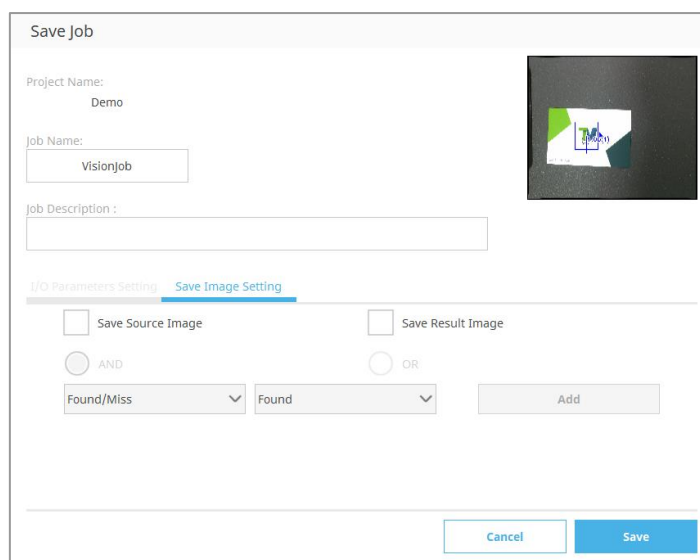 Save Job
Project Name:
Demo
Job Name:
VisionJob
Job Description :
I/O Parameters Setting Save Image Setting
Save Source Image Save Result Image
AND OR
Found/Miss Found Add
Cancel Save